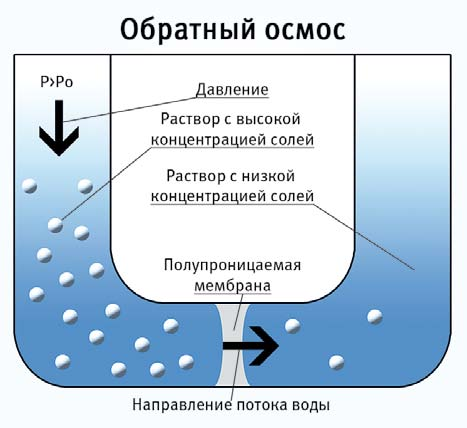 Обратный осмос
P>Po
Давление
Раствор с высокой
концентрацией солей
Раствор с низкой
концентрацией солей
Полупроницаемая
мембрана
Направление потока воды